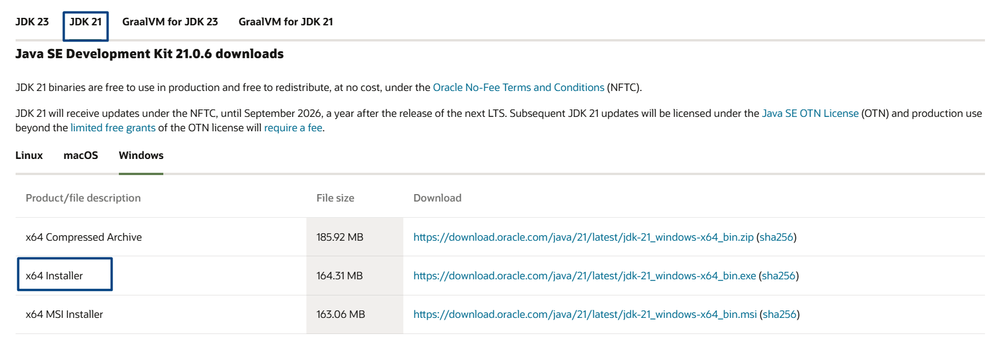 JDK 23 JDK 21 GraalVM for JDK 23 GraalVM for JDK 21
Java SE Development Kit 21.0.6 downloads
JDK 21 binaries are free to use in production and free to redistribute, at no cost, under the Oracle No-Fee Terms and Conditions (NFTC).
JDK 21 will receive updates under the NFTC, until September 2026, a year after the release of the next LTS. Subsequent JDK 21 updates will be licensed under the Java SE OTN License (OTN) and production use
beyond the limited free grants of the OTN license will require a fee.
Linux macOS Windows
Product/file description File size Download
x64 Compressed Archive 185.92 MB https://download.oracle.com/java/21/latest/jdk-21_windows-x64_bin.zip (sha256)
x64 Installer 164.31 MB https://download.oracle.com/java/21/latest/jdk-21_windows-x64_bin.exe (sha256)
x64 MSI Installer 163.06 MB https://download.oracle.com/java/21/latest/jdk-21_windows-x64_bin.msi (sha256)